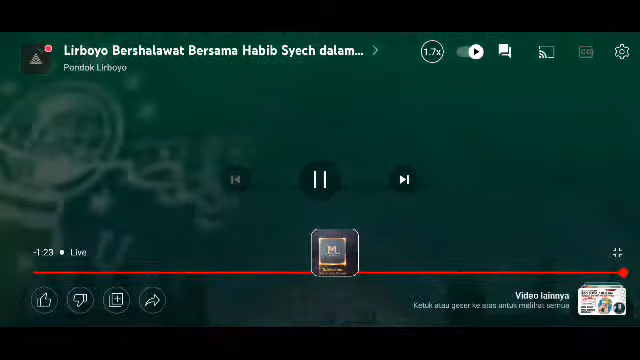 Lirboyo Bershalawat Bersama Habib Syech dalam...
Pondok Lirboyo
1.7x
CC
-1:23 • Live
Video lainnya
Ketuk atau geser ke atas untuk melihat semua